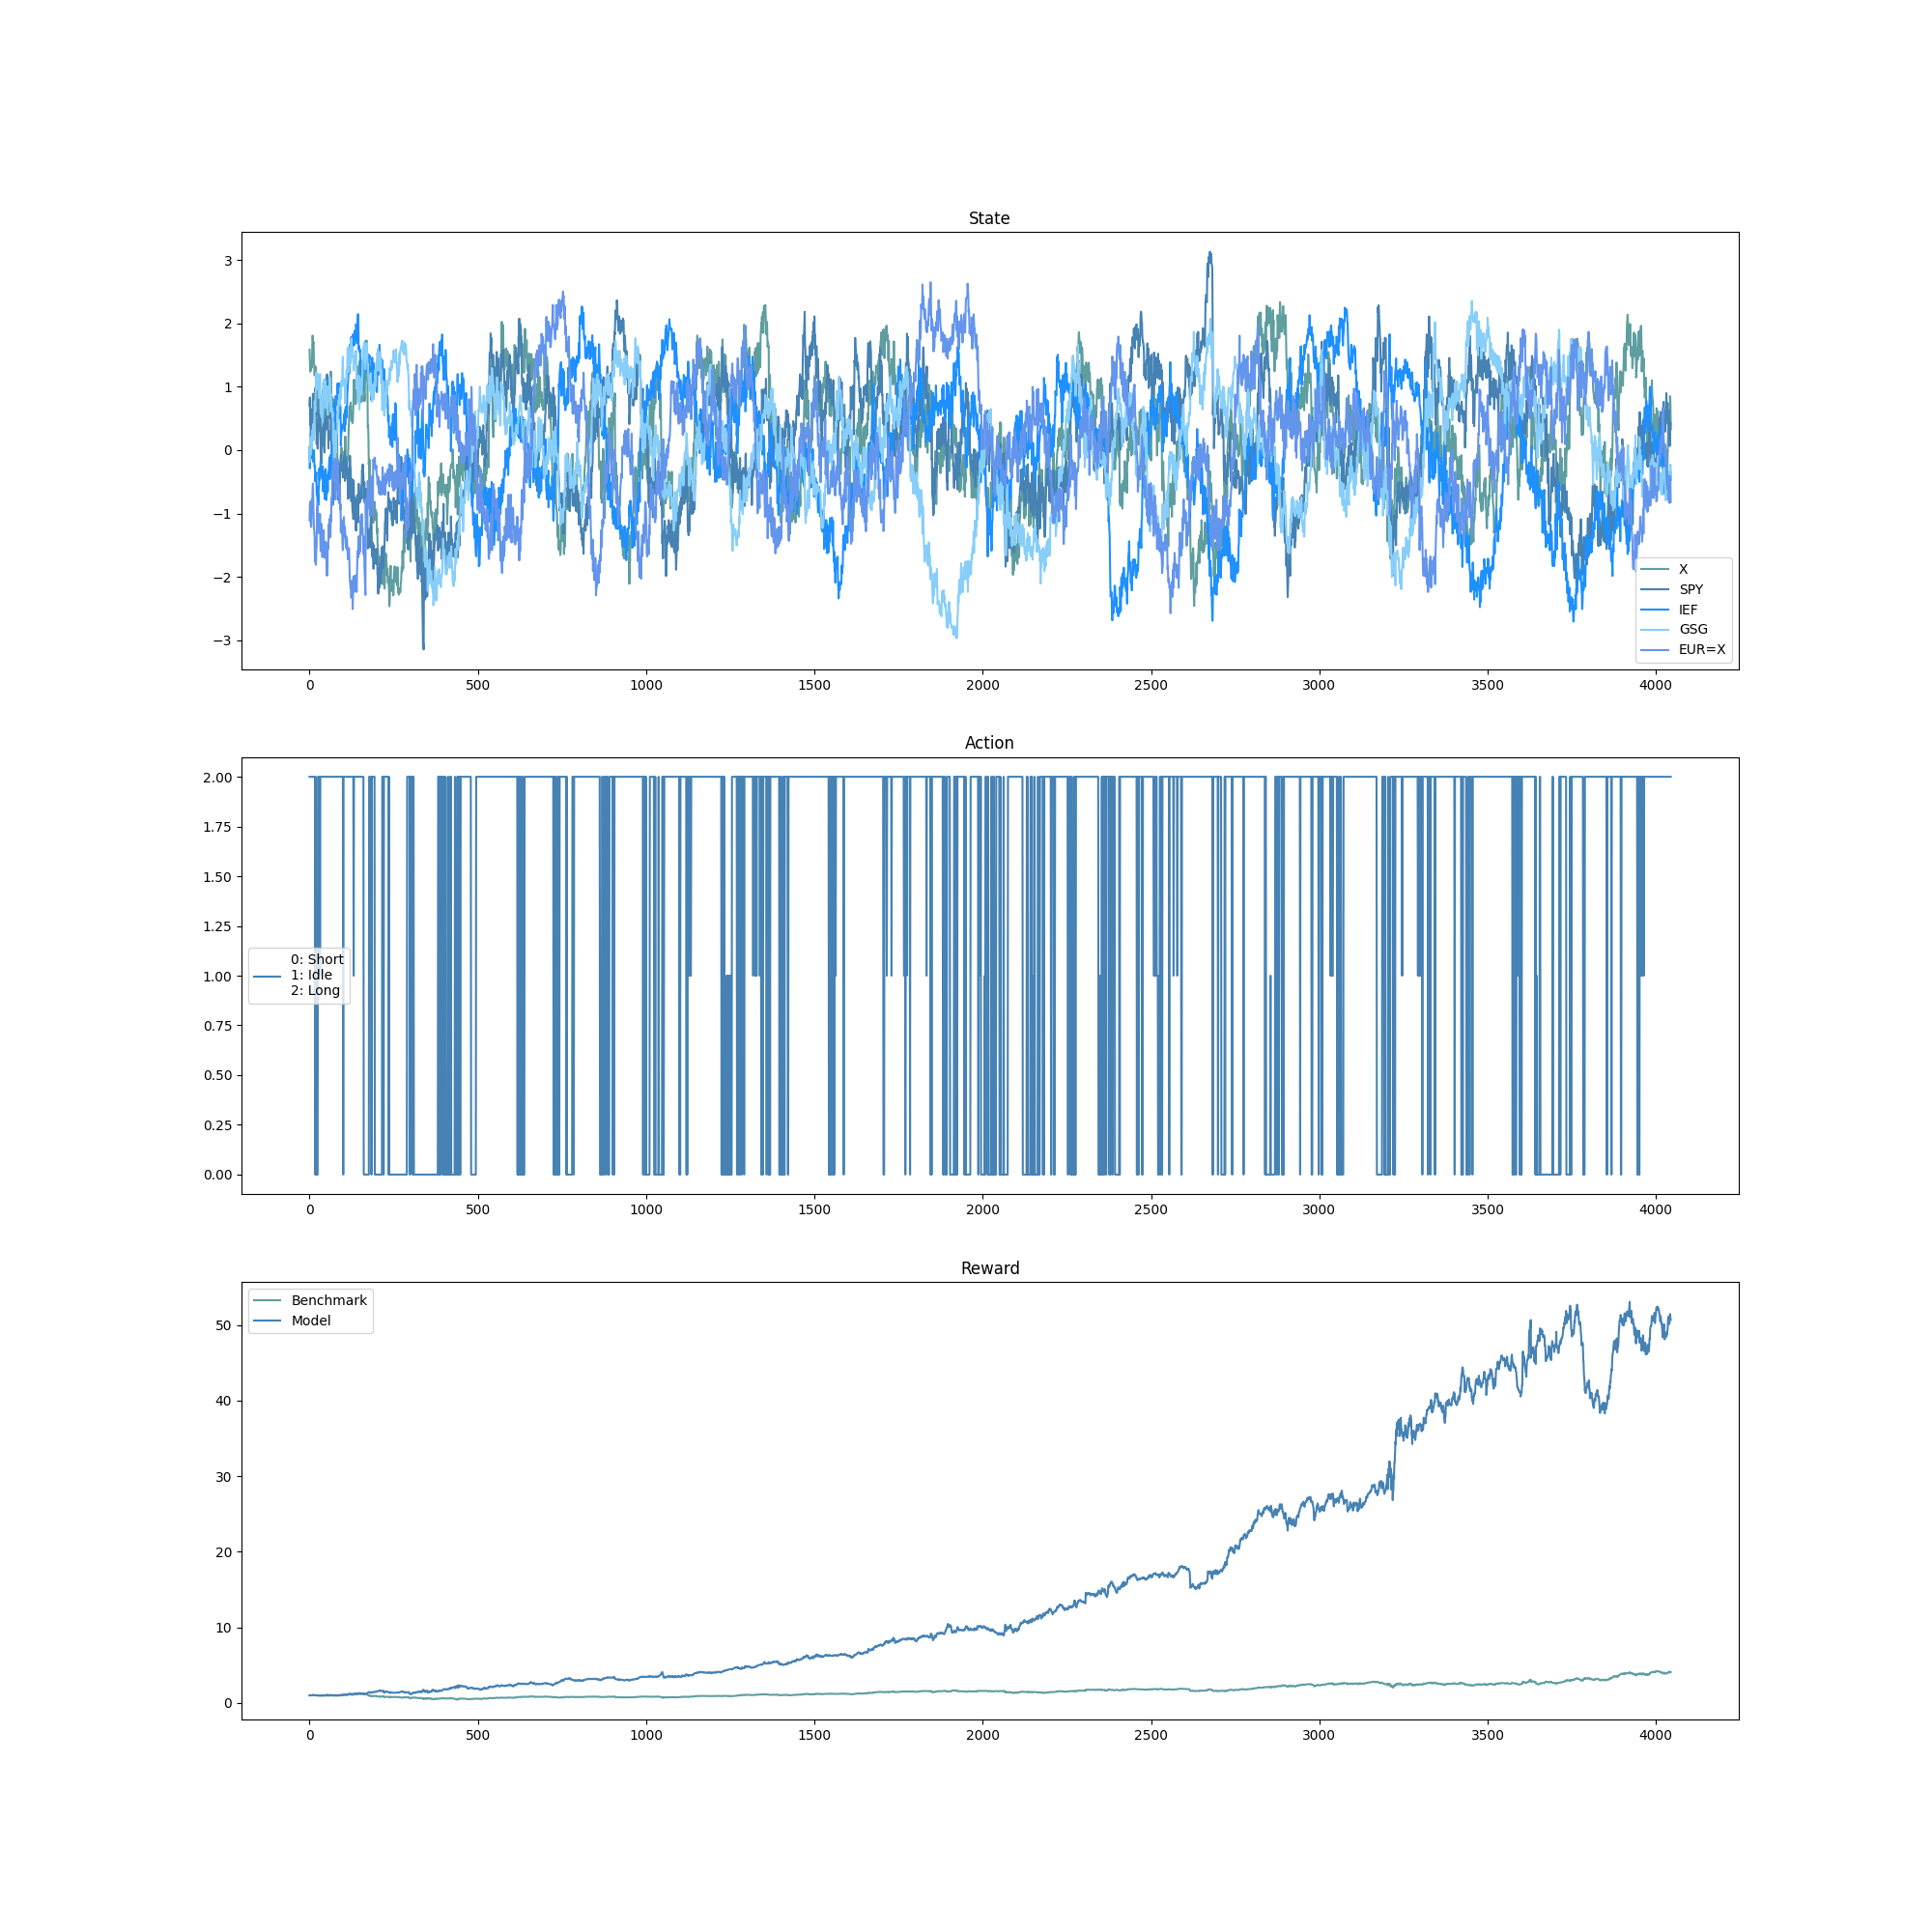 State
3
2
1
0
−1
−2
−3
X
SPY
IEF
GSG
EUR=X
0 500 1000 1500 2000 2500 3000 3500 4000
Action
2.00
1.75
1.50
1.25
1.00
0.75
0.50
0.25
0.00
0: Short
1: Idle
2: Long
0 500 1000 1500 2000 2500 3000 3500 4000
Reward
Benchmark
Model
50
40
30
20
10
0
0 500 1000 1500 2000 2500 3000 3500 4000